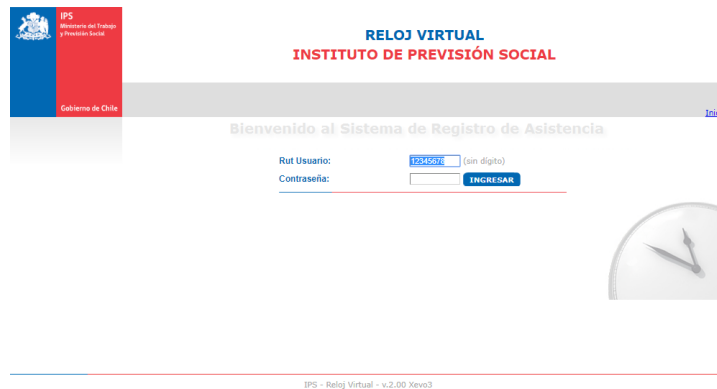 IPS
Ministerio del Trabajo
y Previsión Social
Gobierno de Chile
RELOJ VIRTUAL
INSTITUTO DE PREVISIÓN SOCIAL
Bienvenido al Sistema de Registro de Asistencia
Rut Usuario: 12345678 (sin dígito)
Contraseña: INGRESAR
IPS - Reloj Virtual - v.2.00 Xevo3